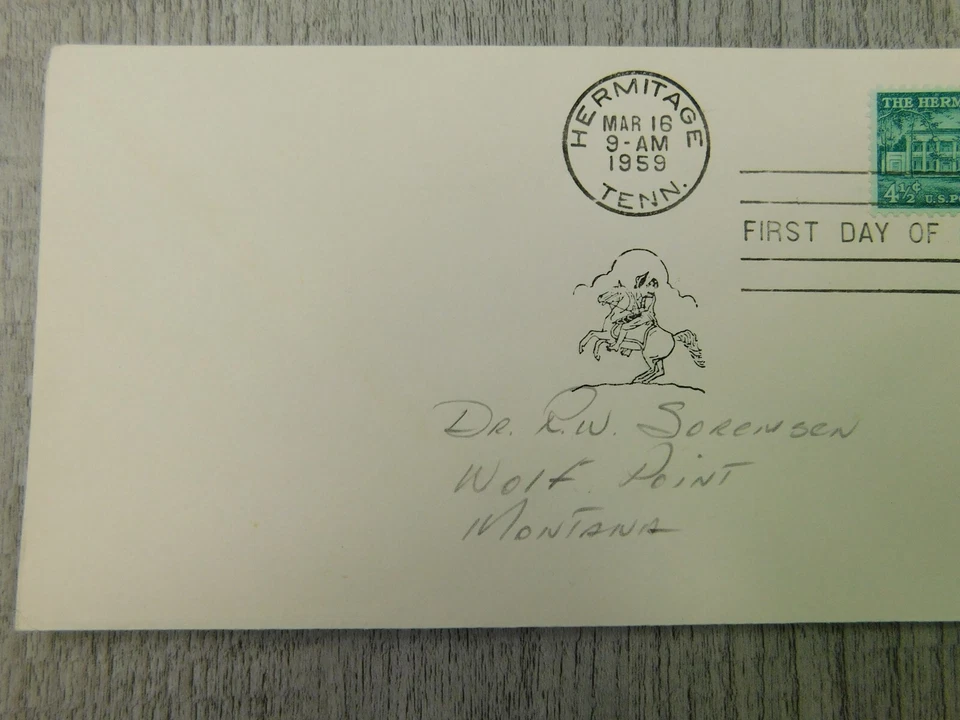 HERMITAGE
MAR 16
9-AM
1959
TENN.
THE HERM
4½¢ U.S.PO
FIRST DAY OF
DR. R.W. SORENSEN
WOLF POINT
MONTANA